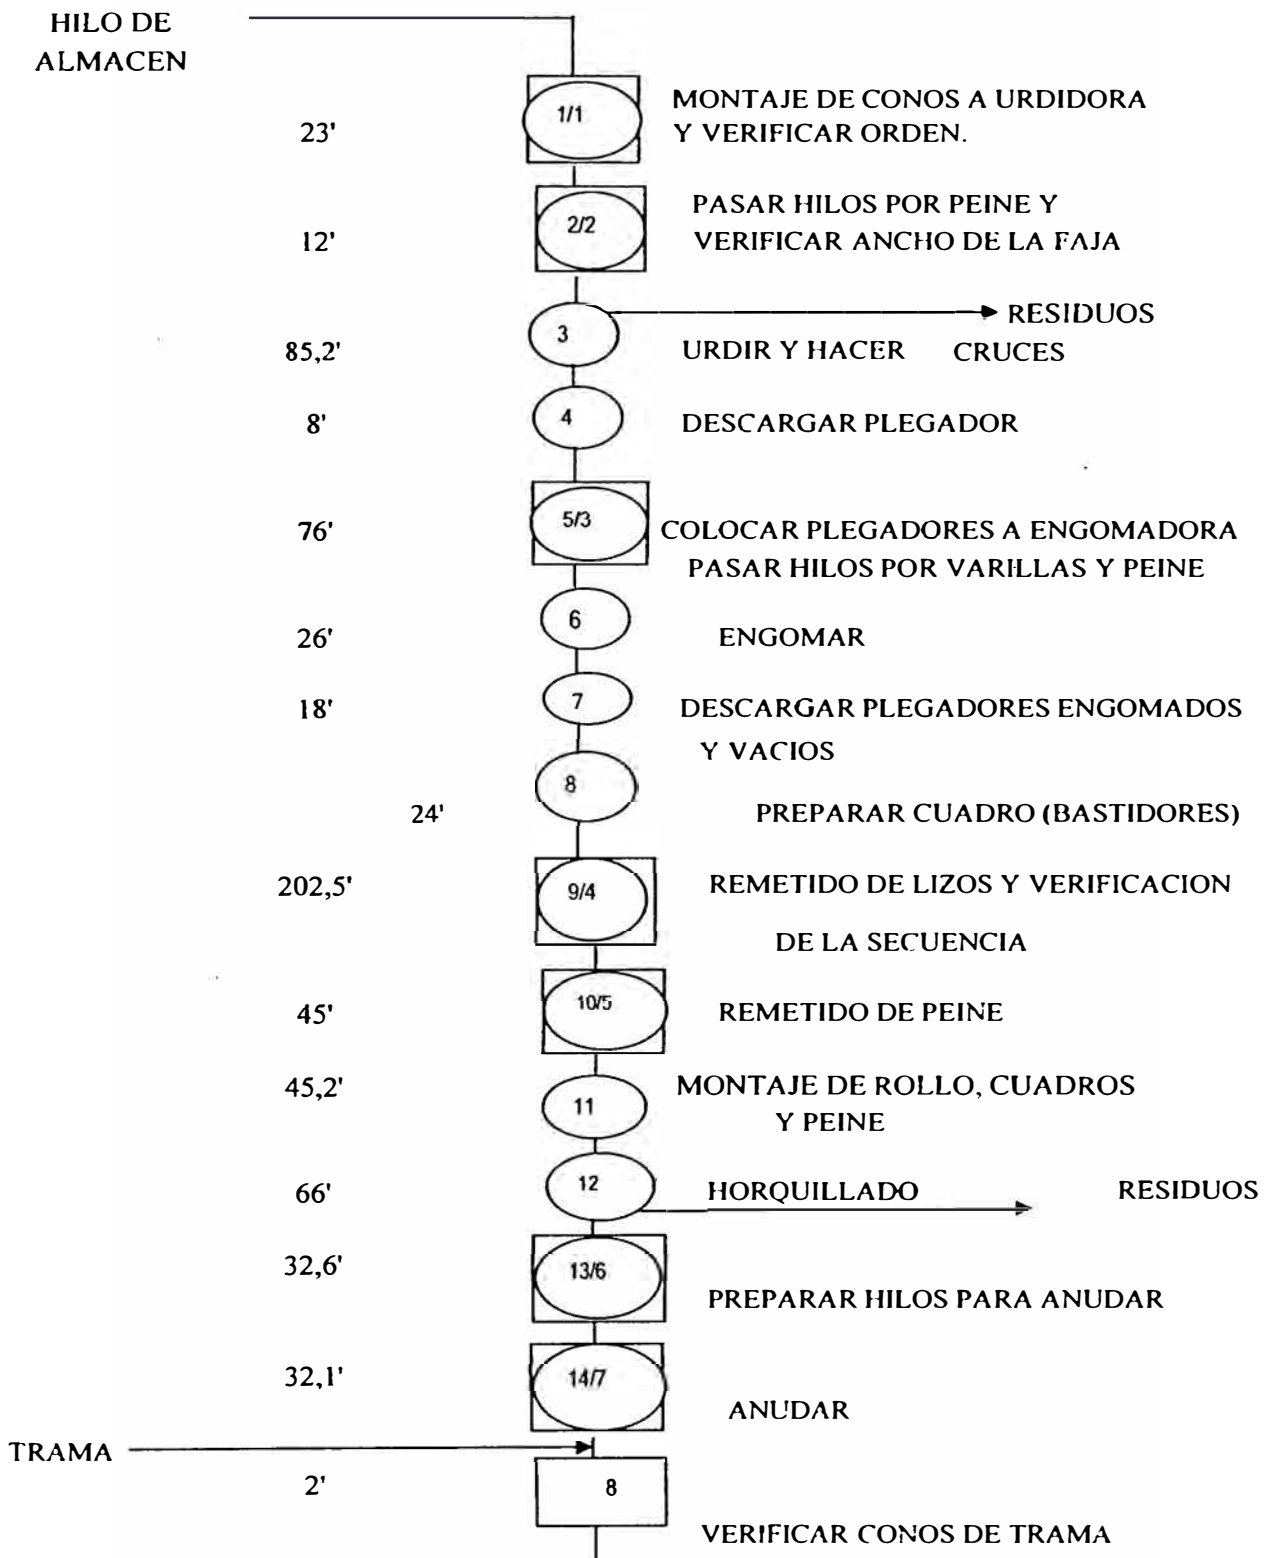 HILO DE
ALMACEN
23'
1/1
MONTAJE DE CONOS A URDIDORA
Y VERIFICAR ORDEN.
12'
2/2
PASAR HILOS POR PEINE Y
VERIFICAR ANCHO DE LA FAJA
3
RESIDUOS
85,2'
URDIR Y HACER CRUCES
8'
4
DESCARGAR PLEGADOR
76'
5/3
COLOCAR PLEGADORES A ENGOMADORA
PASAR HILOS POR VARILLAS Y PEINE
26'
6
ENGOMAR
18'
7
DESCARGAR PLEGADORES ENGOMADOS
Y VACIOS
8
24'
PREPARAR CUADRO (BASTIDORES)
202,5'
9/4
REMETIDO DE LIZOS Y VERIFICACION
DE LA SECUENCIA
45'
10/5
REMETIDO DE PEINE
45,2'
11
MONTAJE DE ROLLO, CUADROS
Y PEINE
66'
12
HORQUILLADO
RESIDUOS
32,6'
13/6
PREPARAR HILOS PARA ANUDAR
32,1'
14/7
ANUDAR
TRAMA
2'
8
VERIFICAR CONOS DE TRAMA